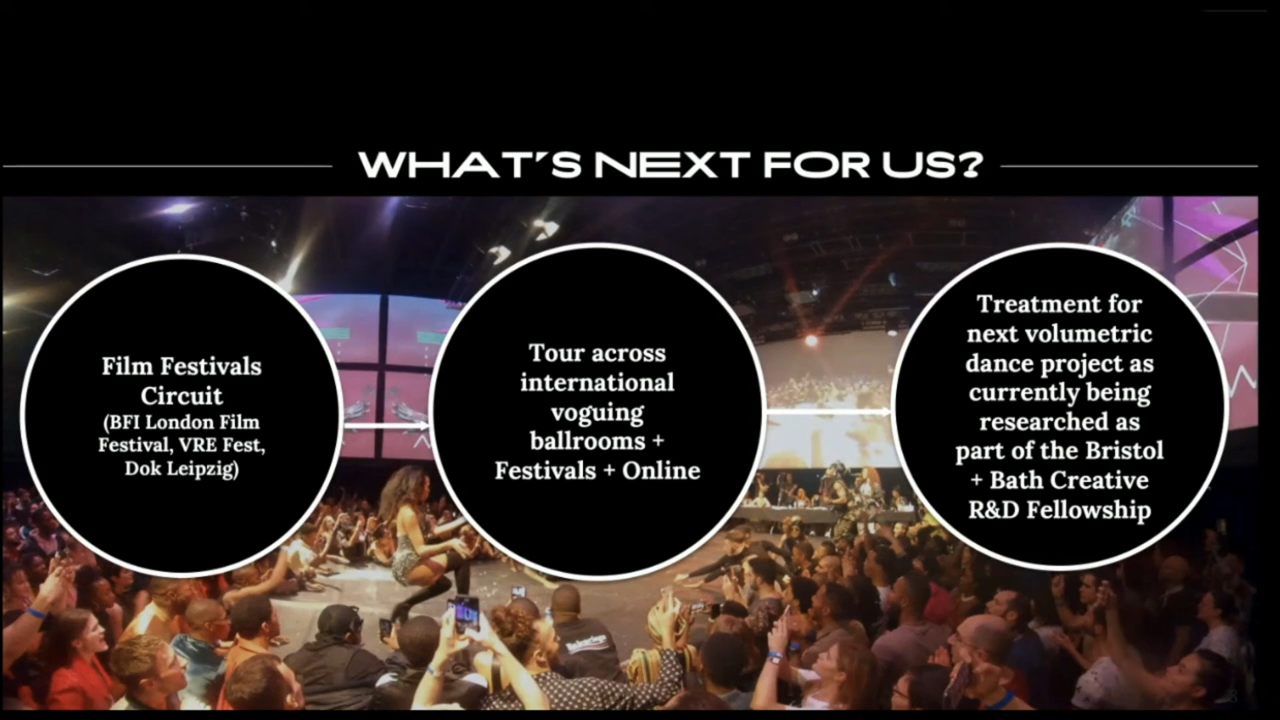 WHAT'S NEXT FOR US?
Film Festivals
Circuit
(BFI London Film
Festival, VRE Fest,
Dok Leipzig)
Tour across
international
voguing
ballrooms +
Festivals + Online
Treatment for
next volumetric
dance project as
currently being
researched as
part of the Bristol
+ Bath Creative
R&D Fellowship